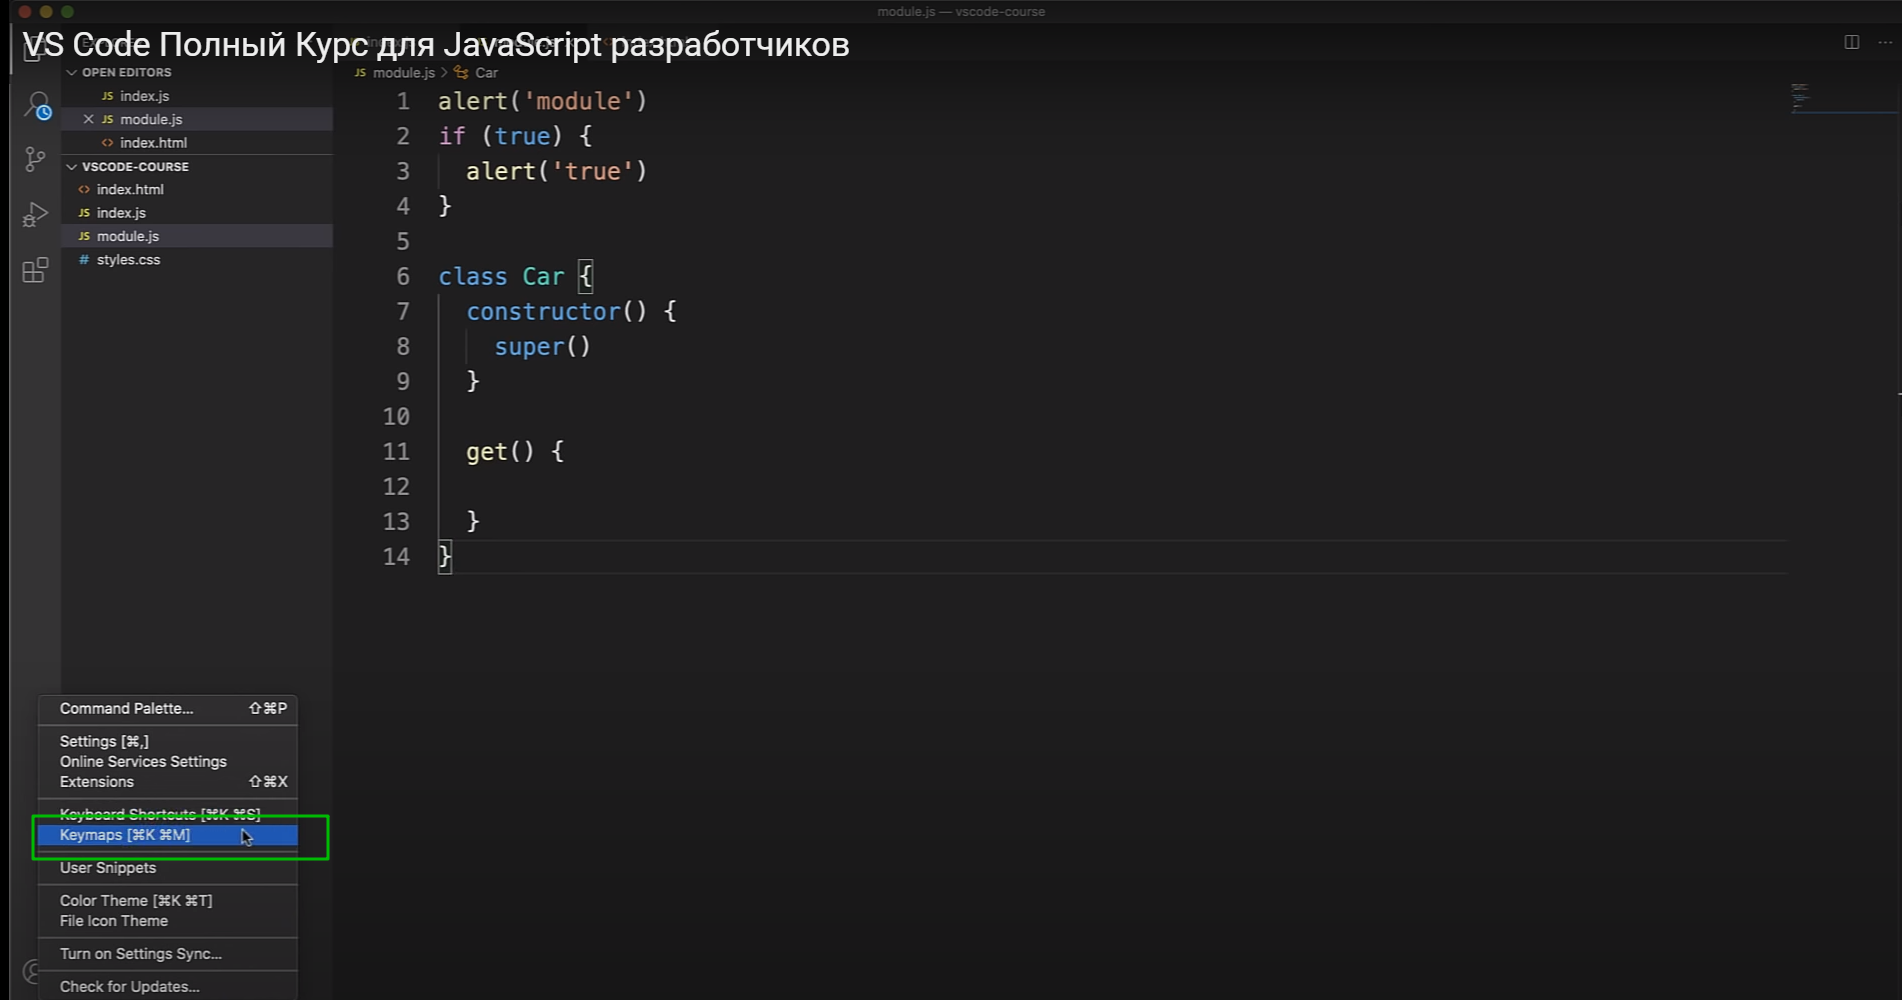 module.js — vscode-course
VS Code Полный Курс для JavaScript разработчиков
OPEN EDITORS
JS index.js
JS module.js
<> index.html
VSCODE-COURSE
<> index.html
JS index.js
JS module.js
# styles.css
JS module.js > Car
1 alert('module')
2 if (true) {
3 alert('true')
4 }
5
6 class Car {
7 constructor() {
8 super()
9 }
10
11 get() {
12
13 }
14 }
Command Palette... ⇧⌘P
Settings [⌘,]
Online Services Settings
Extensions ⇧⌘X
Keyboard Shortcuts [⌘K ⌘S]
Keymaps [⌘K ⌘M]
User Snippets
Color Theme [⌘K ⌘T]
File Icon Theme
Turn on Settings Sync...
Check for Updates...